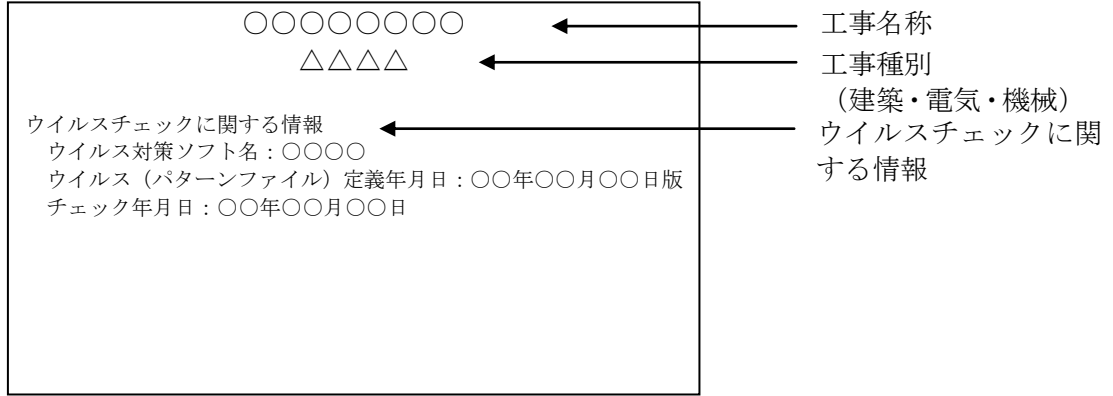 ○○○○○○○○
△△△△
ウイルスチェックに関する情報
ウイルス対策ソフト名：○○○○
ウイルス（パターンファイル）定義年月日：○○年○○月○○日版
チェック年月日：○○年○○月○○日
工事名称
工事種別
（建築・電気・機械）
ウイルスチェックに関
する情報